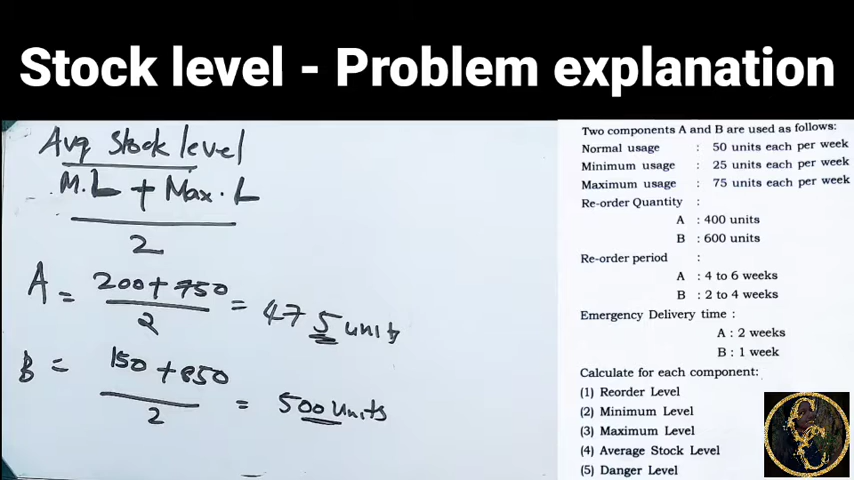 Stock level - Problem explanation
Avg Stock level
M.L + Max. L
2
A = 200 + 750
2
= 475 units
B = 150 + 850
2
= 500 units
Two components A and B are used as follows:
Normal usage : 50 units each per week
Minimum usage : 25 units each per week
Maximum usage : 75 units each per week
Re-order Quantity :
A : 400 units
B : 600 units
Re-order period :
A : 4 to 6 weeks
B : 2 to 4 weeks
Emergency Delivery time :
A : 2 weeks
B : 1 week
Calculate for each component:
(1) Reorder Level
(2) Minimum Level
(3) Maximum Level
(4) Average Stock Level
(5) Danger Level